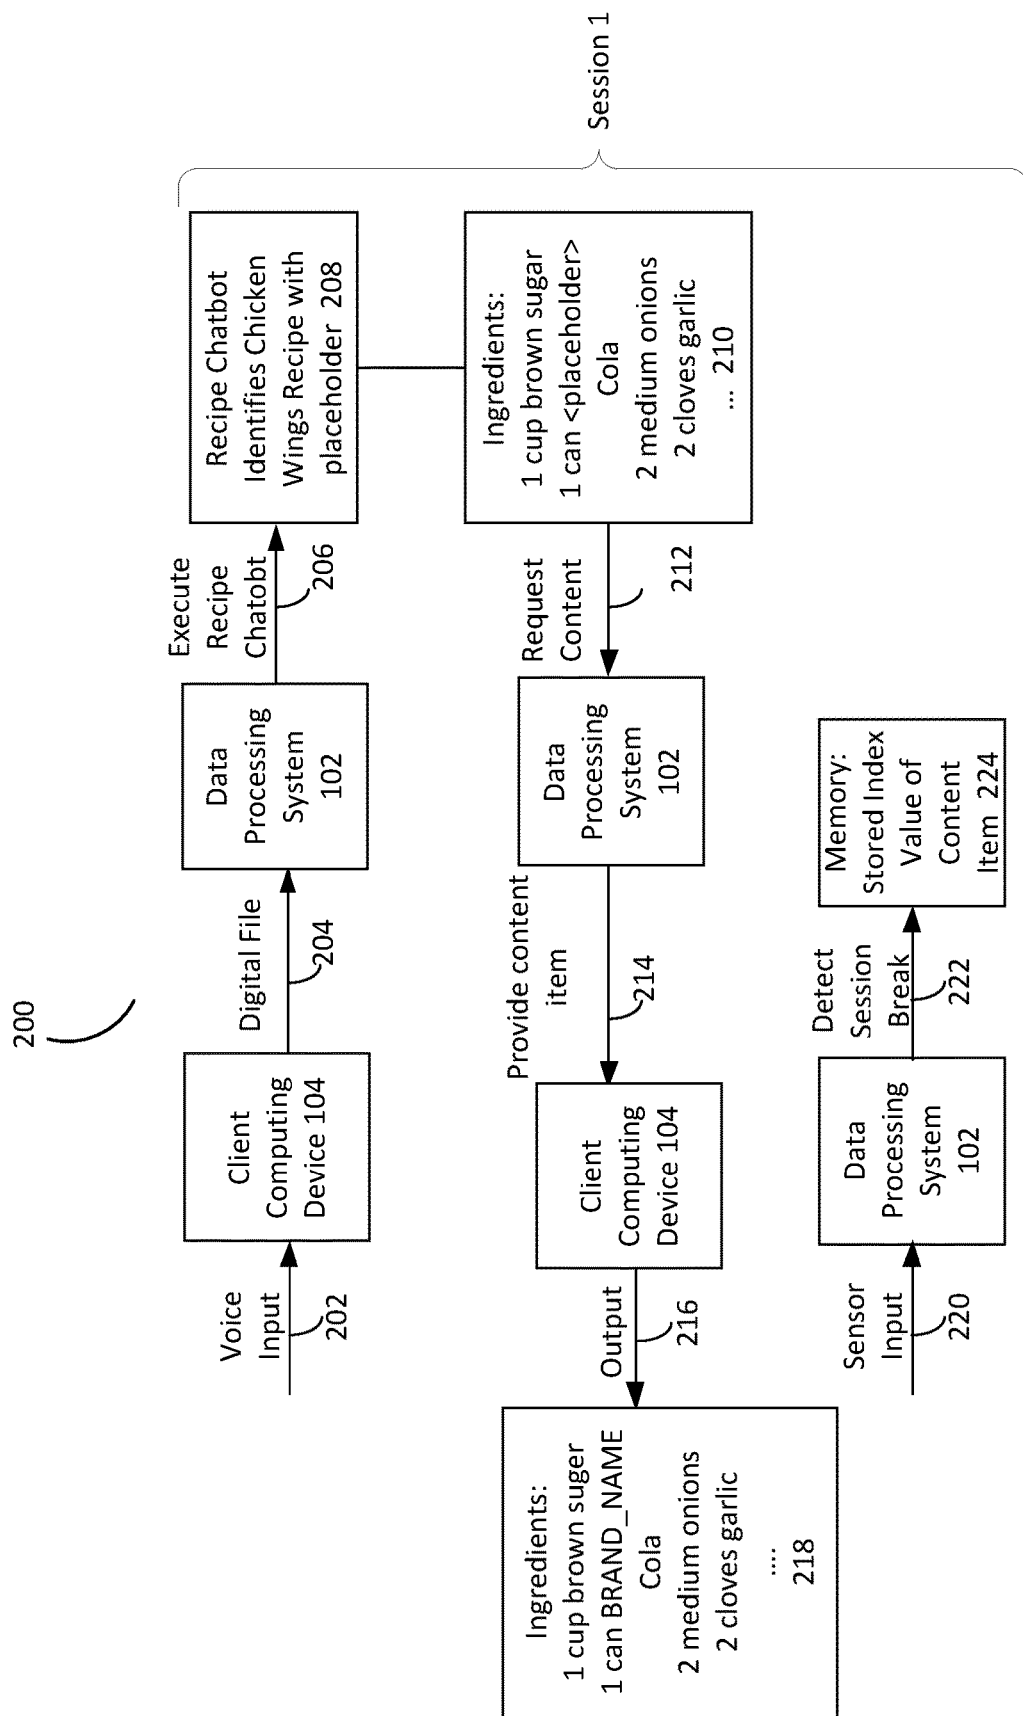 200
Voice
Input
202
Client
Computing
Device 104
Digital File
204
Data
Processing
System
102
Execute
Recipe
Chatobt
206
Recipe Chatbot
Identifies Chicken
Wings Recipe with
placeholder 208
Ingredients:
1 cup brown sugar
1 can <placeholder>
Cola
2 medium onions
2 cloves garlic
... 210
Request
Content
212
Data
Processing
System
102
Provide content
item
214
Client
Computing
Device 104
Output
216
Ingredients:
1 cup brown suger
1 can BRAND_NAME
Cola
2 medium onions
2 cloves garlic
....
218
Sensor
Input
220
Data
Processing
System
102
Detect
Session
Break
222
Memory:
Stored Index
Value of
Content
Item 224
Session 1